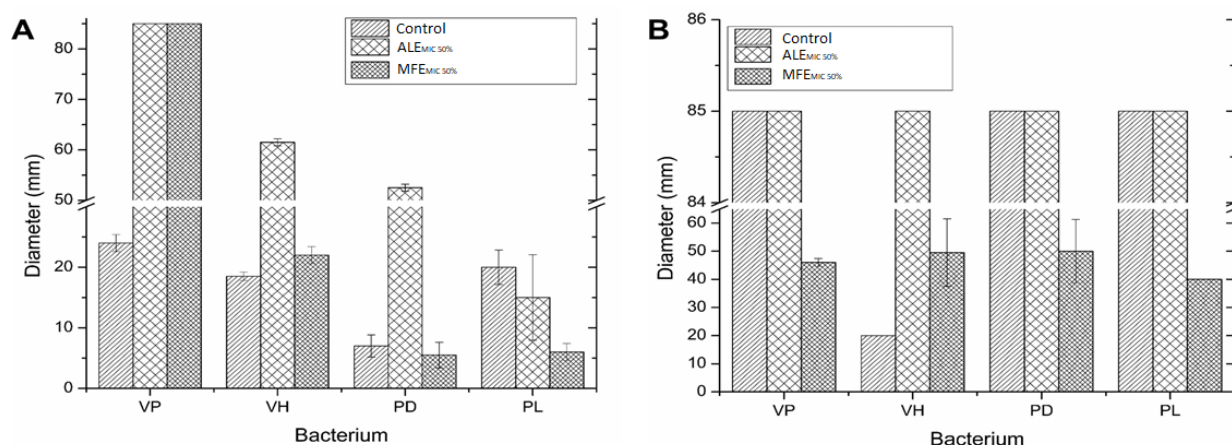 A
Control
ALEMIC 50%
MFEMIC 50%
Diameter (mm)
80
70
60
50
20
10
0
VP
VH
PD
PL
Bacterium
B
Control
ALEMIC 50%
MFEMIC 50%
Diameter (mm)
86
85
84
60
50
40
30
20
10
0
VP
VH
PD
PL
Bacterium